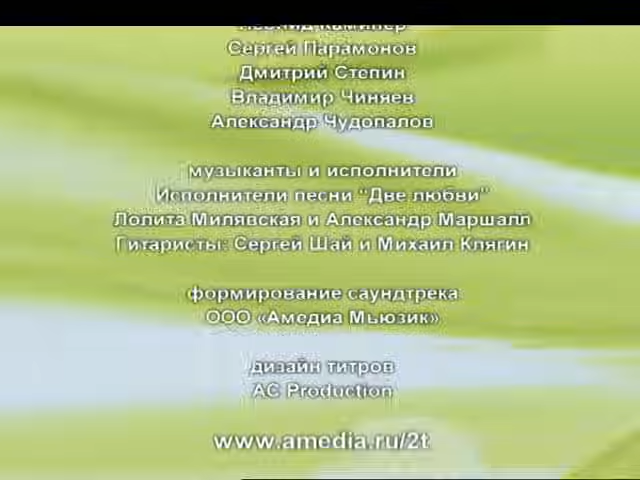 Сергей Парамонов
Дмитрий Степин
Владимир Чиняев
Александр Чудопалов
музыканты и исполнители
Исполнители песни "Две любви"
Лолита Милявская и Александр Маршалл
Гитаристы: Сергей Шай и Михаил Клягин
формирование саундтрека
ООО «Амедиа Мьюзик»
дизайн титров
AC Production
www.amedia.ru/2t